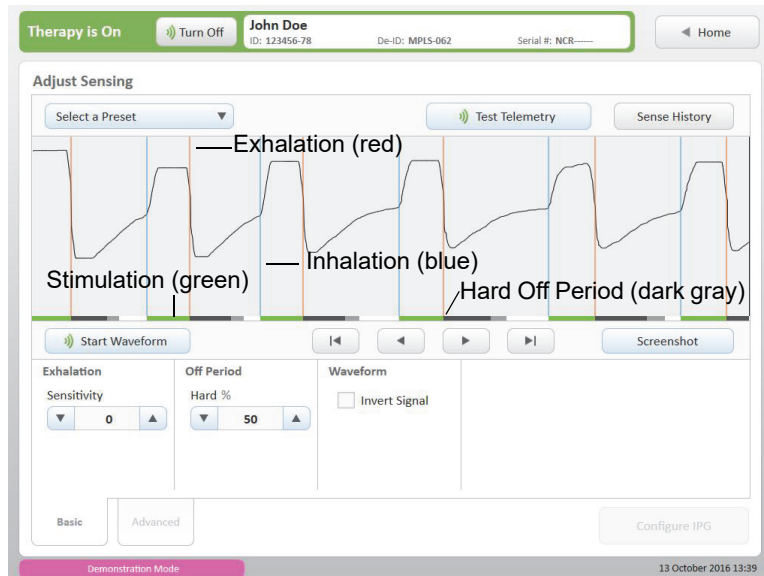 Therapy is On
Turn Off
John Doe
ID: 123456-78 De-ID: MPLS-062 Serial #: NCR------
Home
Adjust Sensing
Select a Preset
Test Telemetry
Sense History
Exhalation (red)
Inhalation (blue)
Stimulation (green)
Hard Off Period (dark gray)
Start Waveform
Screenshot
Exhalation Off Period Waveform
Sensitivity Hard % Invert Signal
0 50
Basic Advanced
Configure IPG
Demonstration Mode
13 October 2016 13:39